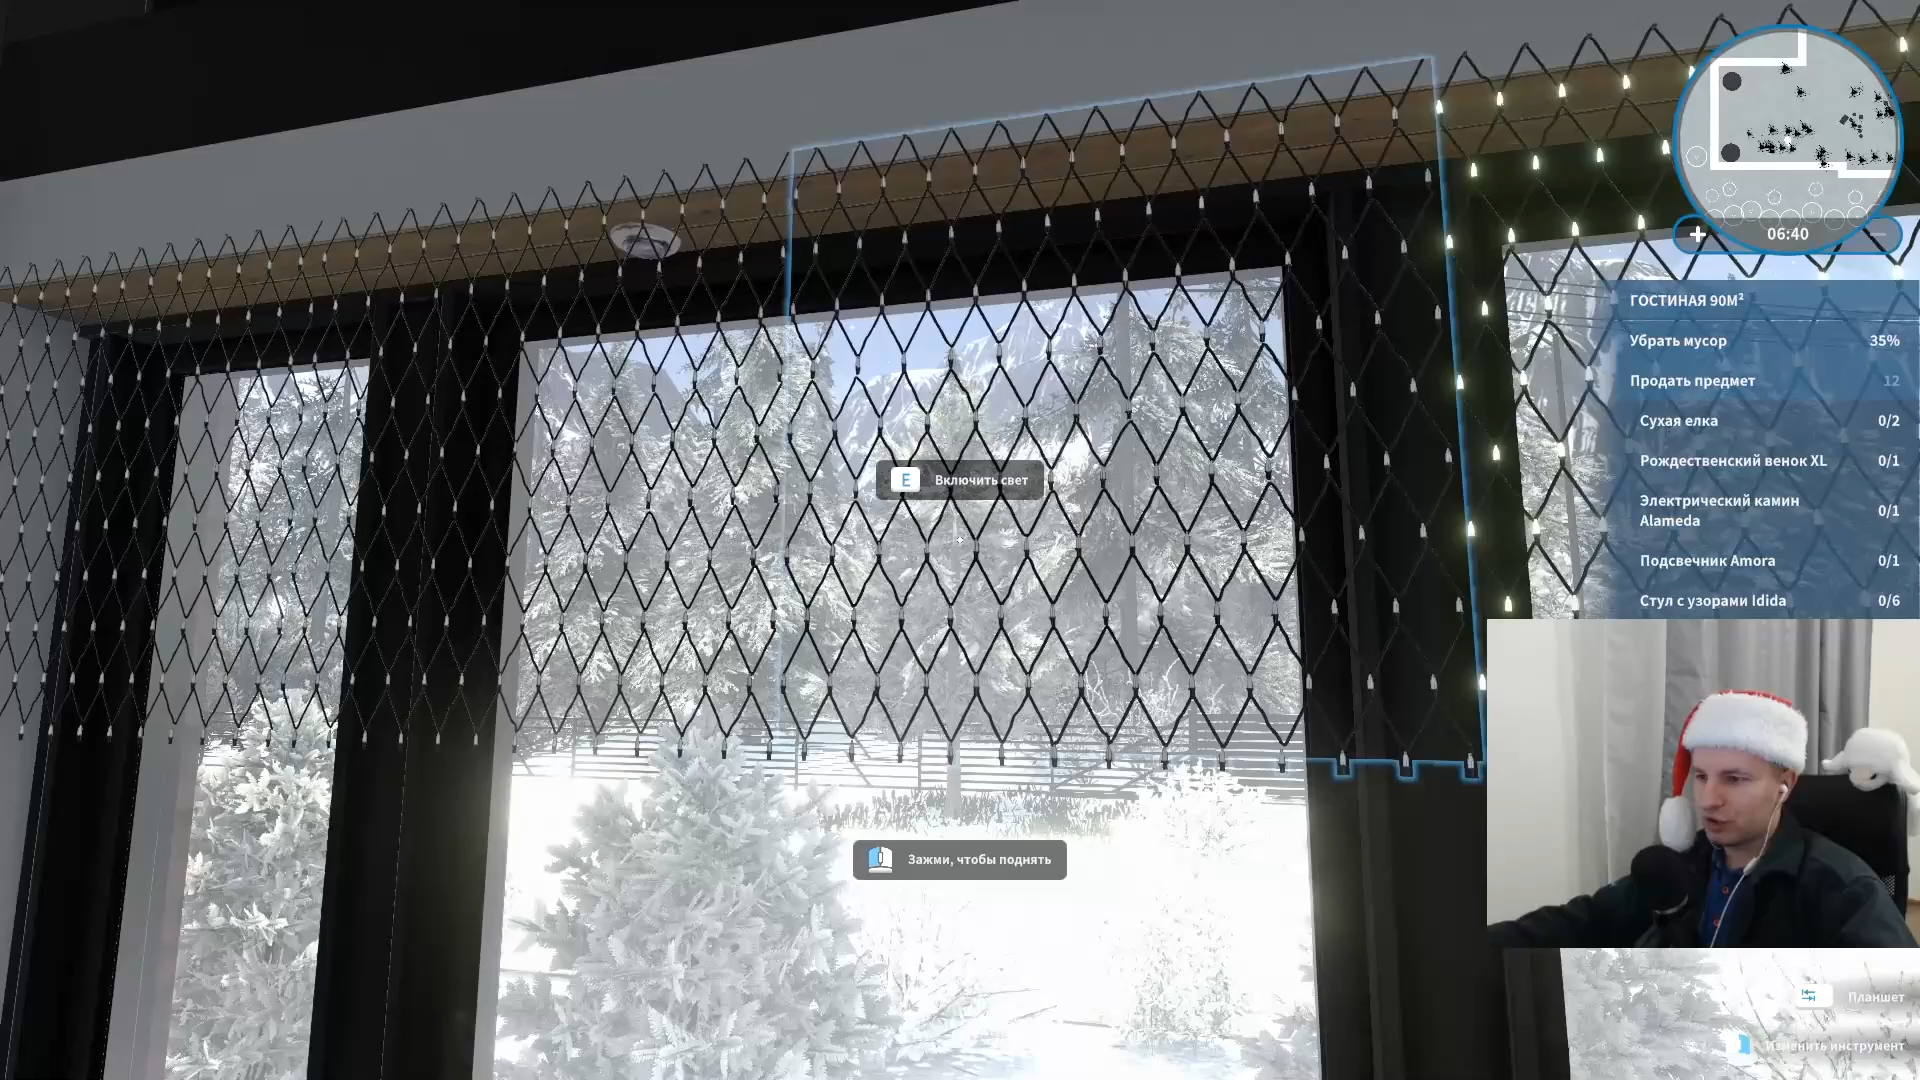 06:40
ГОСТИНАЯ 90М²
Убрать мусор 35%
Продать предмет 12
Сухая елка 0/2
Рождественский венок XL 0/1
Электрический камин
Alameda 0/1
Подсвечник Amora 0/1
Стул с узорами Idida 0/6
E Включить свет
Зажми, чтобы поднять
Планшет
Изменить инструмент